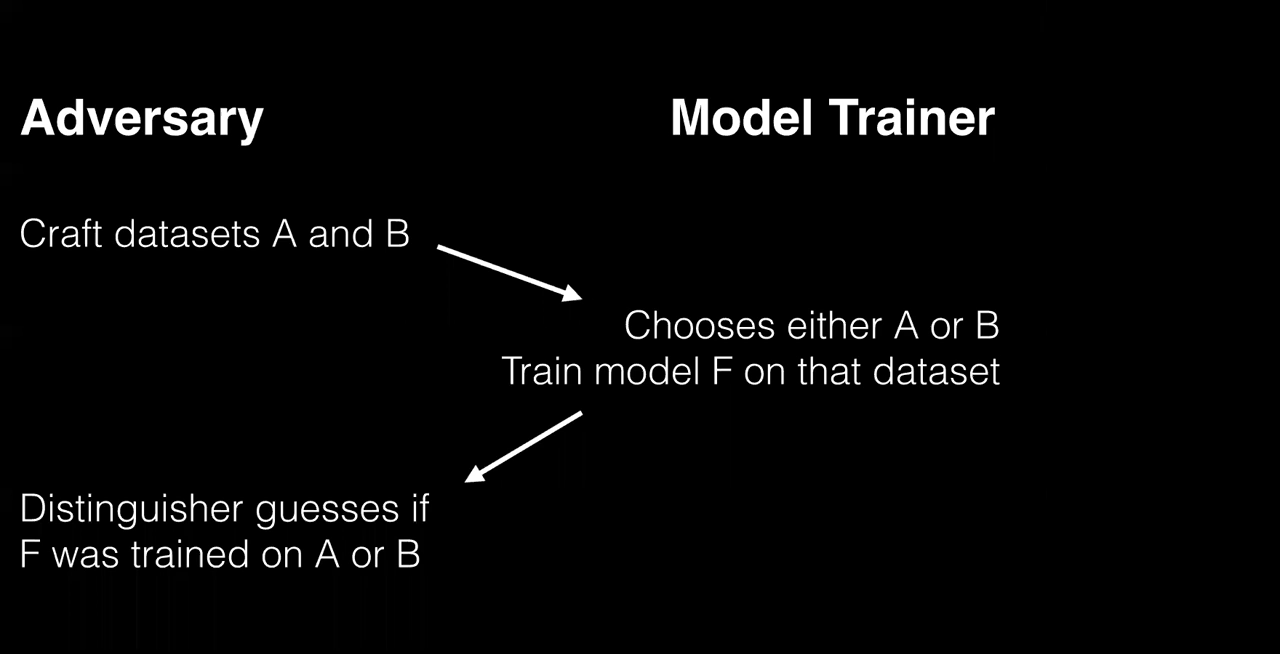 Adversary
Model Trainer
Craft datasets A and B
Chooses either A or B
Train model F on that dataset
Distinguisher guesses if
F was trained on A or B